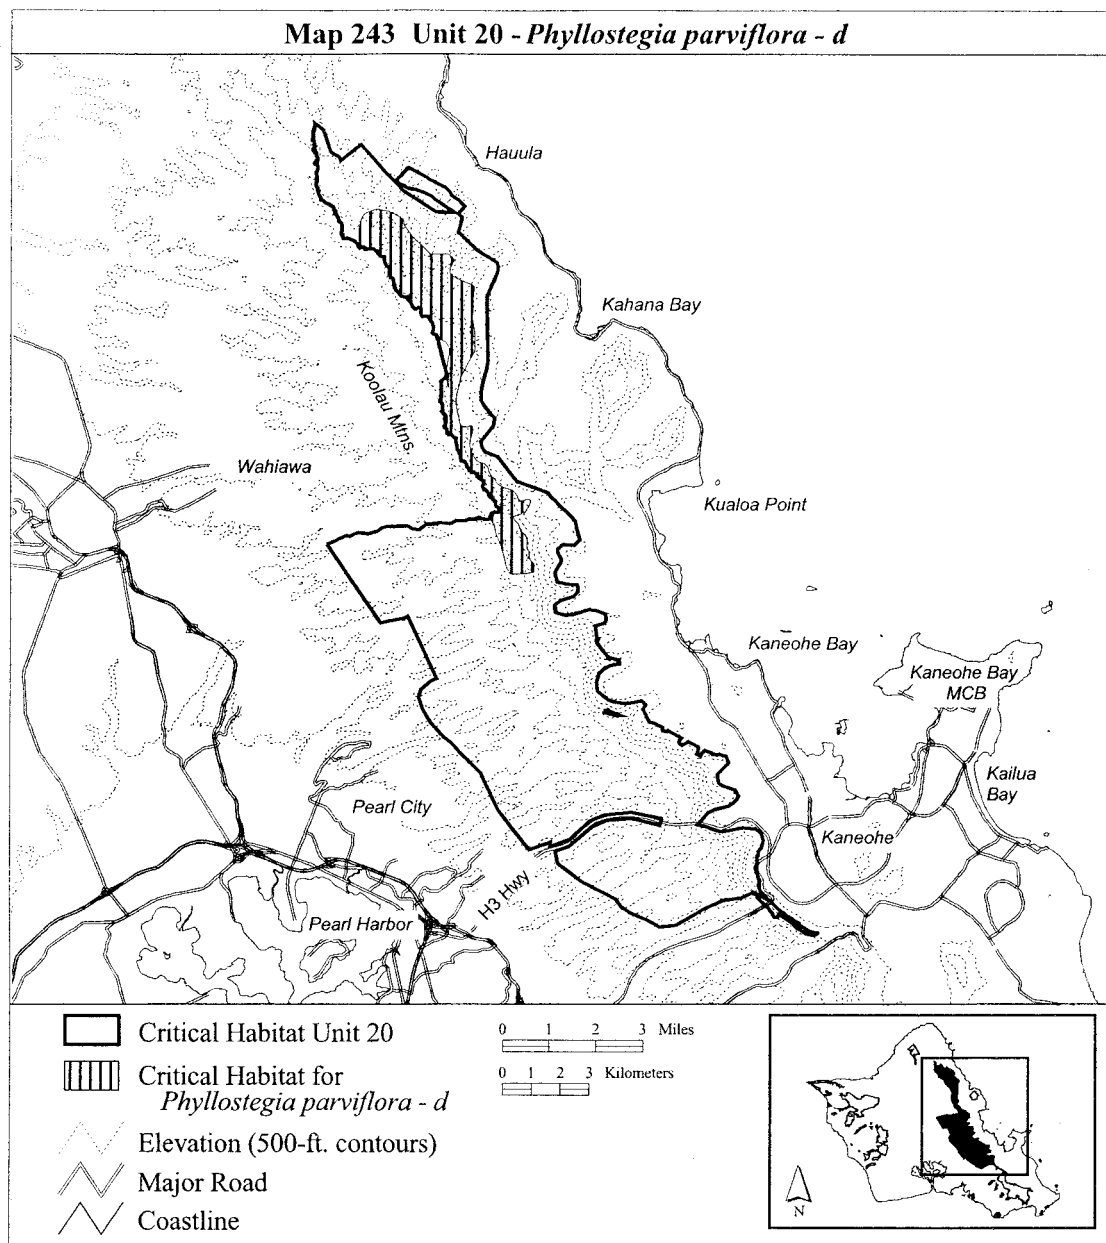 Map 243 Unit 20 - Phyllostegia parviflora - d
Hauula
Kahana Bay
Koolau Mtns.
Wahiawa
Kualoa Point
Kaneohe Bay
Kaneohe Bay
MCB
Kailua
Bay
Pearl City
Kaneohe
H3 Hwy
Pearl Harbor
Critical Habitat Unit 20
Critical Habitat for
Phyllostegia parviflora - d
Elevation (500-ft. contours)
Major Road
Coastline
0 1 2 3 Miles
0 1 2 3 Kilometers
N